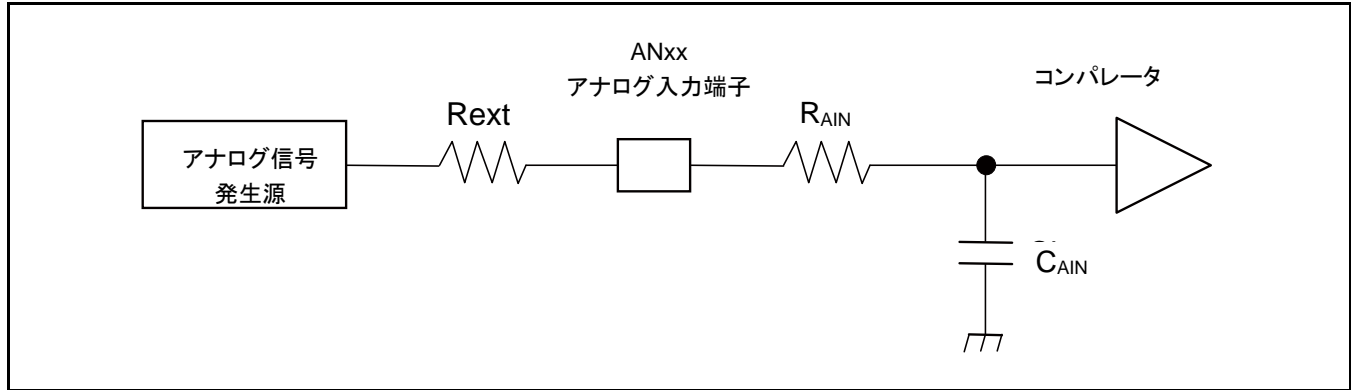 ANxx
アナログ入力端子
コンパレータ
Rext
RAIN
アナログ信号
発生源
CAIN